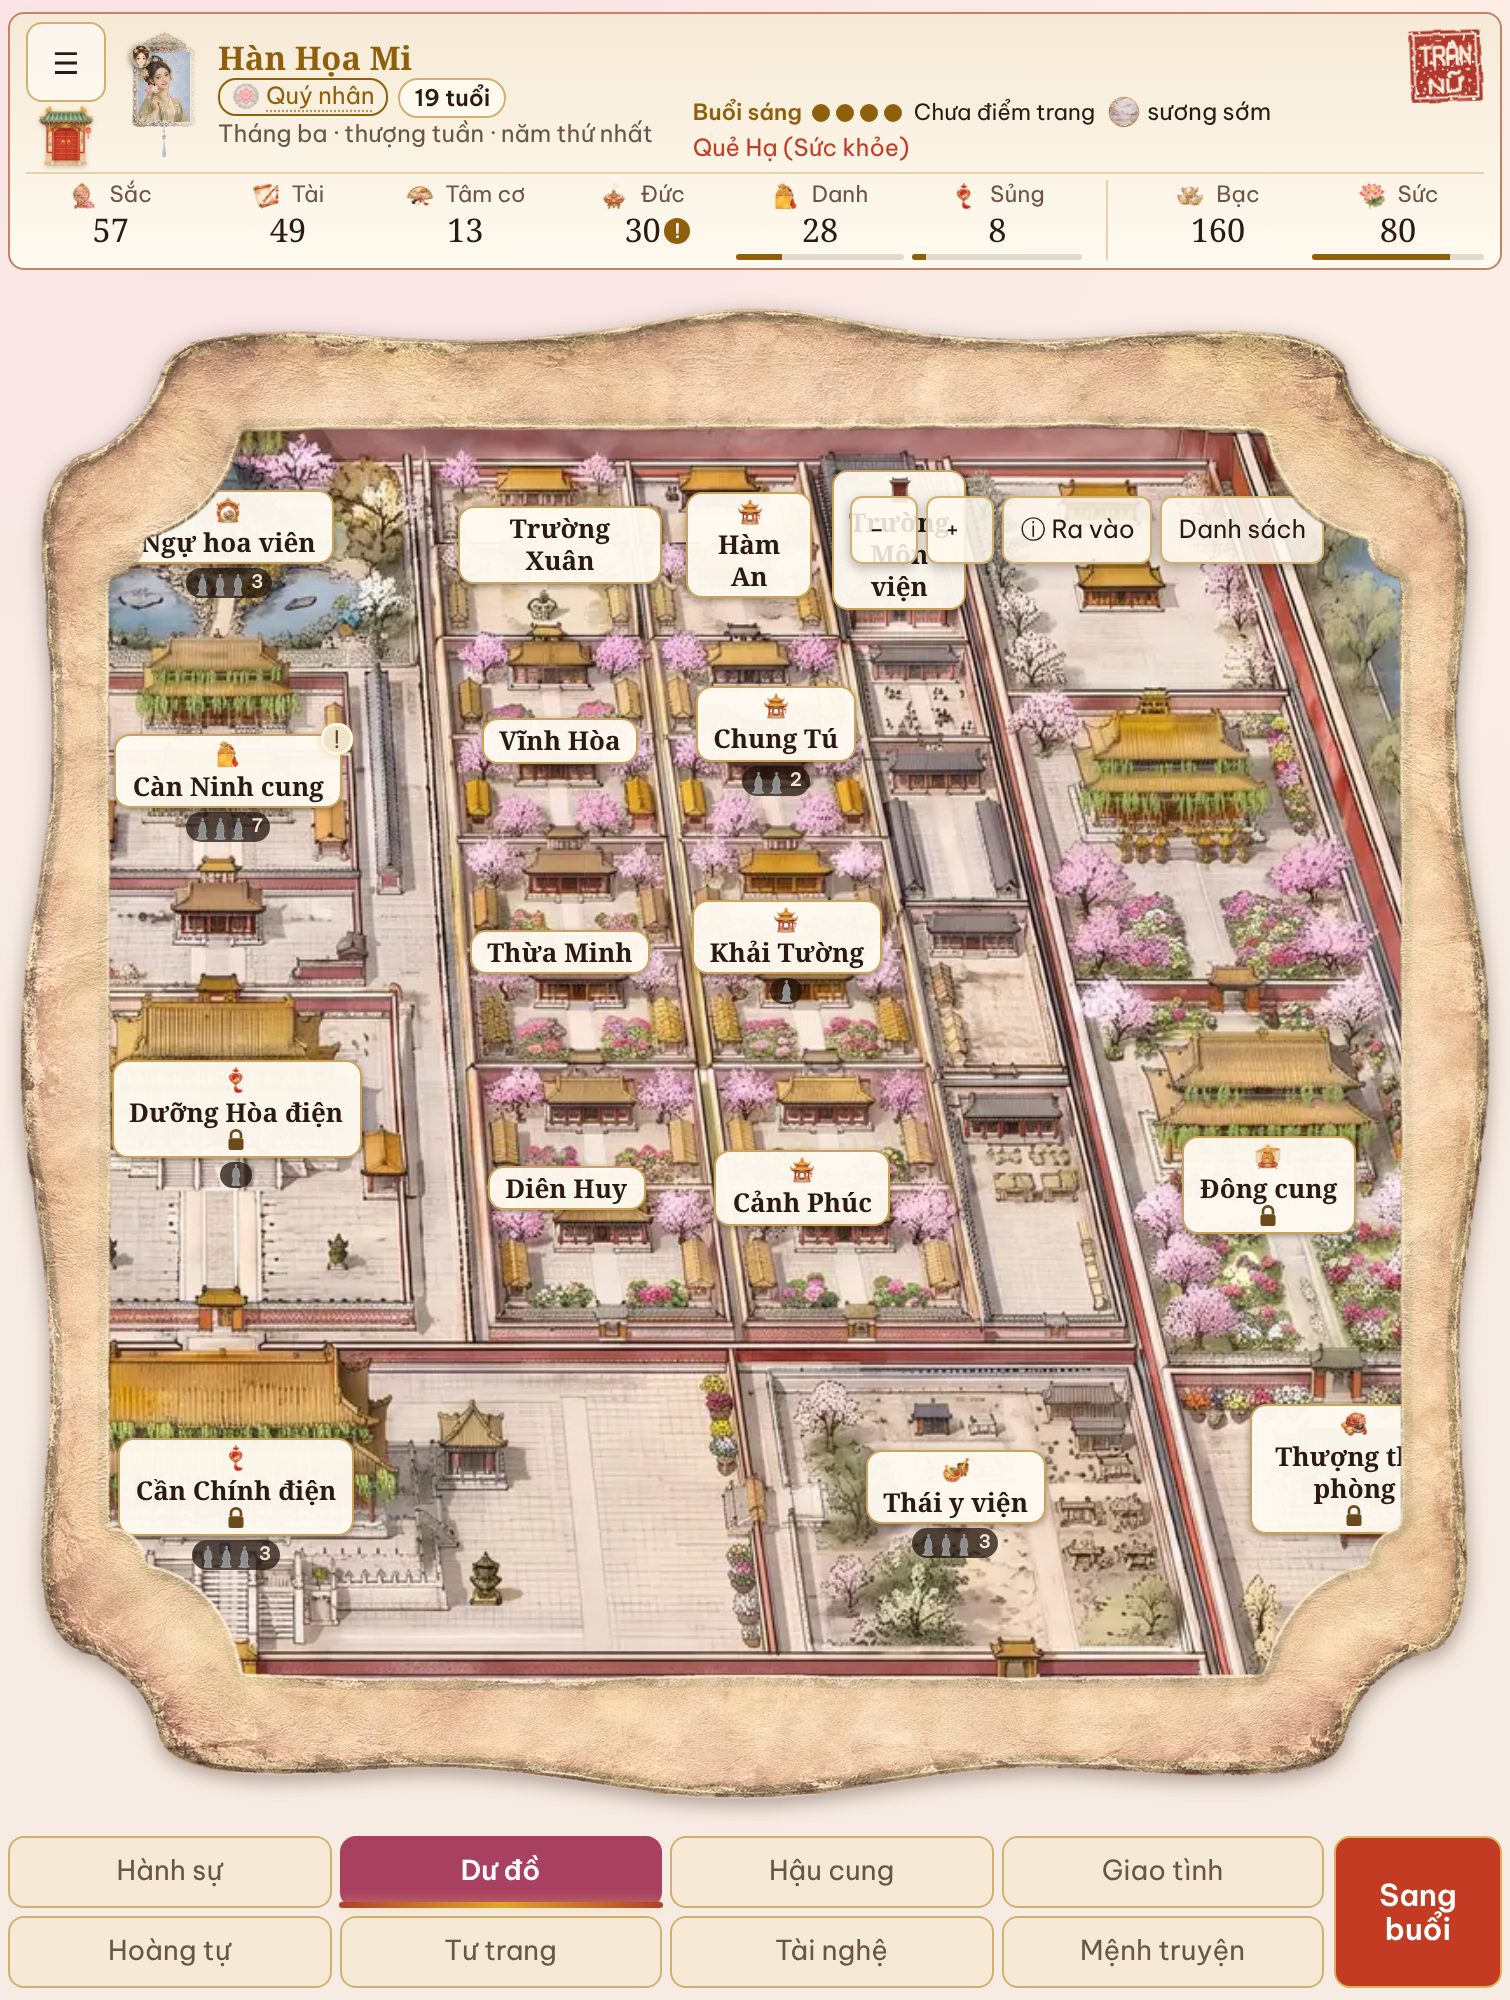 ☰
Hàn Họa Mi
Quý nhân
19 tuổi
Tháng ba · thượng tuần · năm thứ nhất
Buổi sáng ●●●● Chưa điểm trang sương sớm
Quẻ Hạ (Sức khỏe)
TRÂN
NỮ
Sắc
57
Tài
49
Tâm cơ
13
Đức
30 !
Danh
28
Sủng
8
Bạc
160
Sức
80
Ngự hoa viên
3
Trường
Xuân
Hàm
An
Trường
Môn
viện
−
+
ⓘ Ra vào
Danh sách
Càn Ninh cung
!
7
Vĩnh Hòa
Chung Tú
2
Thừa Minh
Khải Tường
Dưỡng Hòa điện
Diên Huy
Cảnh Phúc
Đông cung
Cần Chính điện
3
Thái y viện
3
Thượng
phòng
Hành sự
Dư đồ
Hậu cung
Giao tình
Hoàng tự
Tư trang
Tài nghệ
Mệnh truyện
Sang
buổi